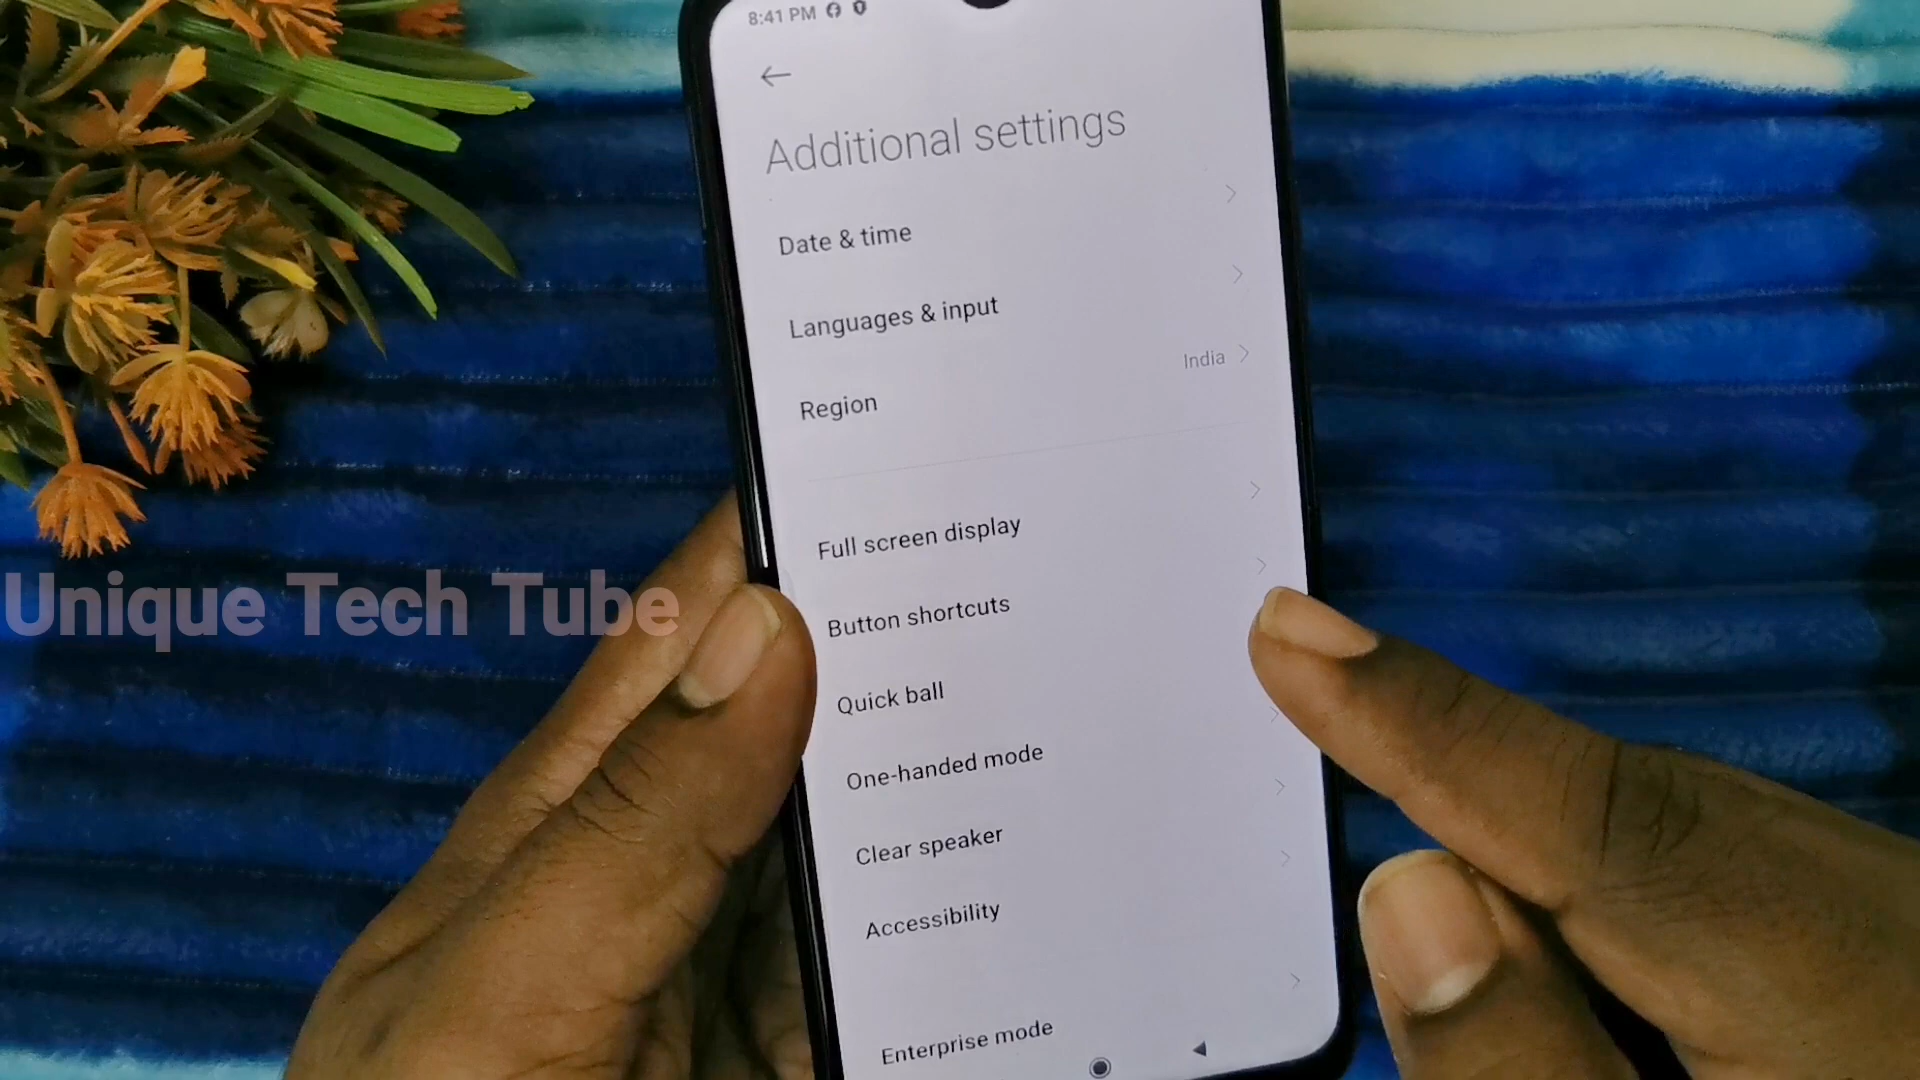 8:41 PM
Additional settings
Date & time
Languages & input
Region
India
Full screen display
Button shortcuts
Quick ball
One-handed mode
Clear speaker
Accessibility
Enterprise mode
Unique Tech Tube